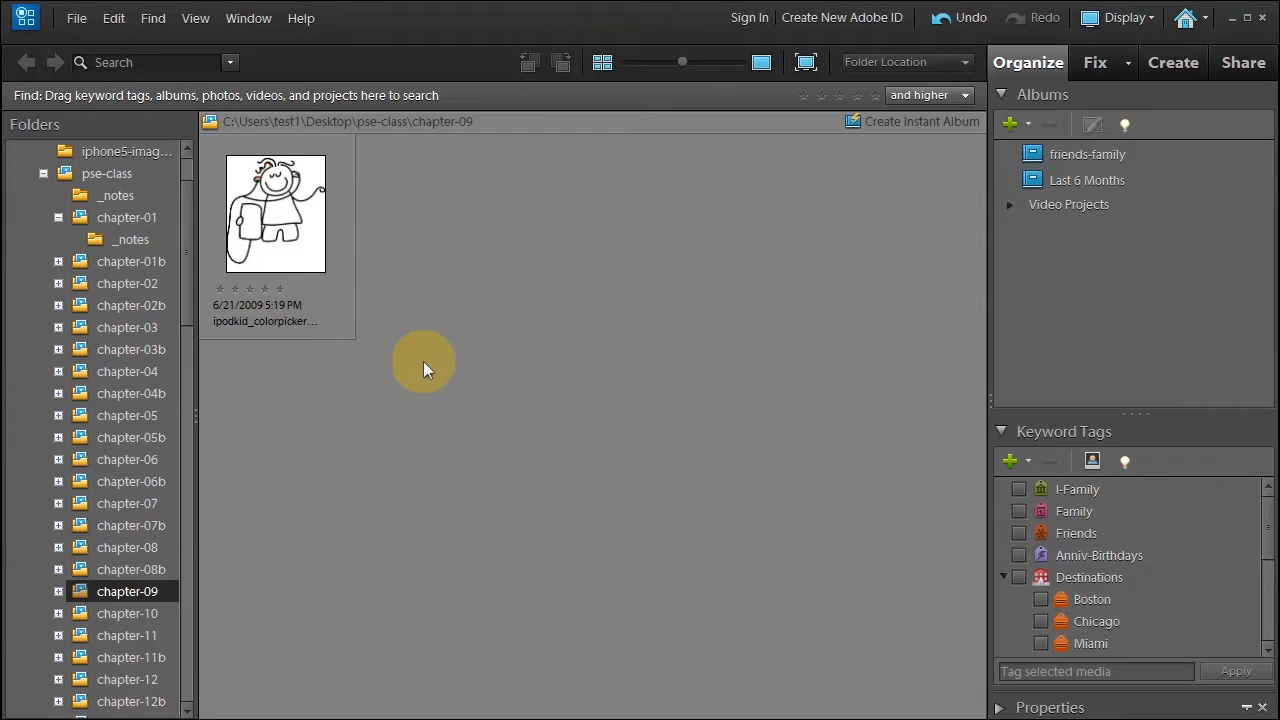 File Edit Find View Window Help
Sign In Create New Adobe ID Undo Redo Display
Search
Folder Location
Organize Fix Create Share
Find: Drag keyword tags, albums, photos, videos, and projects here to search
and higher
Folders
iphone5-imag...
pse-class
_notes
chapter-01
_notes
chapter-01b
chapter-02
chapter-02b
chapter-03
chapter-03b
chapter-04
chapter-04b
chapter-05
chapter-05b
chapter-06
chapter-06b
chapter-07
chapter-07b
chapter-08
chapter-08b
chapter-09
chapter-10
chapter-11
chapter-11b
chapter-12
chapter-12b
C:\Users\test1\Desktop\pse-class\chapter-09
Create Instant Album
6/21/2009 5:19 PM
ipodkid_colorpicker...
Albums
friends-family
Last 6 Months
Video Projects
Keyword Tags
I-Family
Family
Friends
Anniv-Birthdays
Destinations
Boston
Chicago
Miami
Tag selected media
Apply
Properties